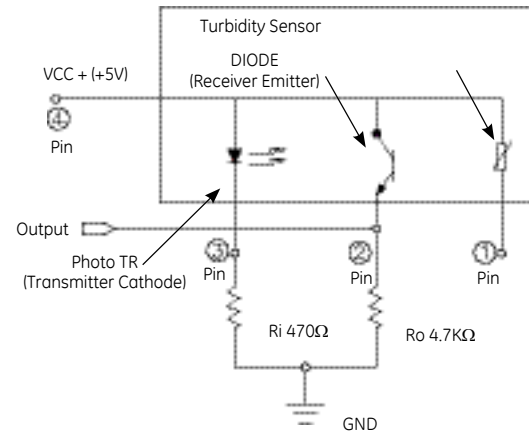 Turbidity Sensor
DIODE
(Receiver Emitter)
VCC + (+5V)
④
Pin
Output
Photo TR
(Transmitter Cathode)
③
Pin
②
Pin
①
Pin
Ri 470Ω
Ro 4.7KΩ
GND